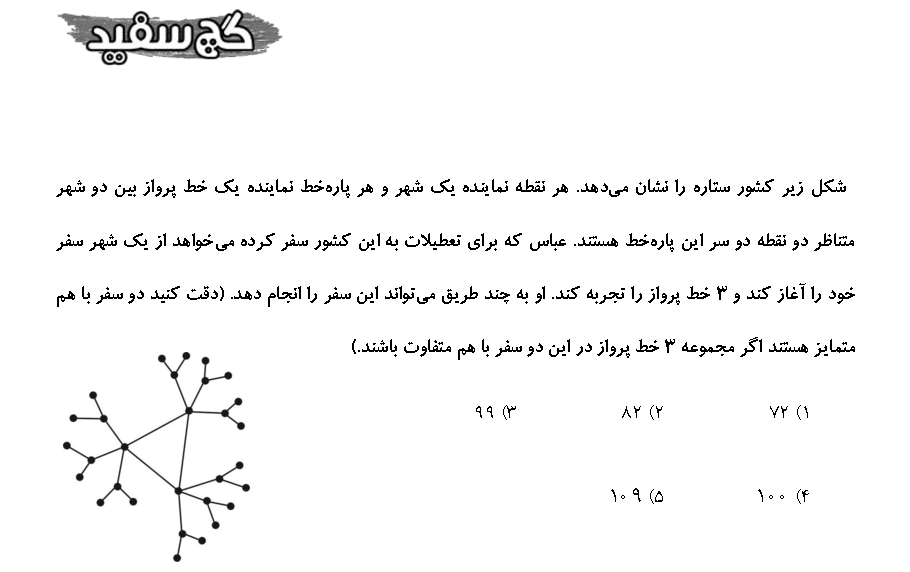 گچ سفید
شکل زیر کشور ستاره را نشان می‌دهد. هر نقطه نماینده یک شهر و هر پاره‌خط نماینده یک خط پرواز بین دو شهر
متناظر دو نقطه دو سر این پاره‌خط هستند. عباس که برای تعطیلات به این کشور سفر کرده می‌خواهد از یک شهر سفر
خود را آغاز کند و ۳ خط پرواز را تجربه کند. او به چند طریق می‌تواند این سفر را انجام دهد. (دقت کنید دو سفر با هم
متمایز هستند اگر مجموعه ۳ خط پرواز در این دو سفر با هم متفاوت باشند.)
۱) ۷۲ ۲) ۸۲ ۳) ۹۹
۴) ۱۰۰ ۵) ۱۰۹